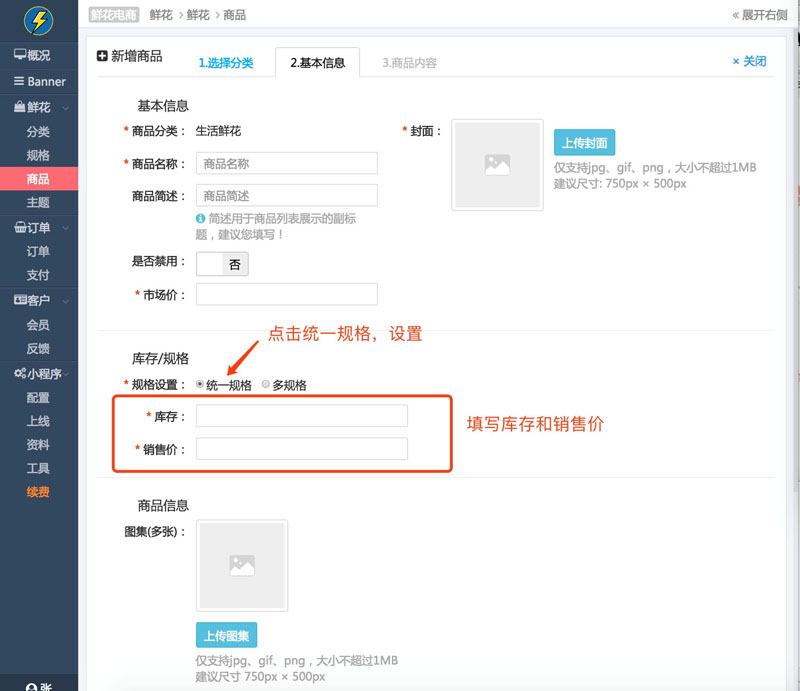 鲜花电商 鲜花 > 鲜花 > 商品
« 展开右侧
概况
Banner
鲜花
分类
规格
商品
主题
订单
订单
支付
客户
会员
反馈
小程序
配置
上线
资料
工具
续费
张
新增商品
1.选择分类
2.基本信息
3.商品内容
× 关闭
基本信息
* 商品分类： 生活鲜花
* 商品名称： 商品名称
商品简述： 商品简述
简述用于商品列表展示的副标
题，建议您填写！
是否禁用： 否
* 市场价：
* 封面：
上传封面
仅支持jpg、gif、png，大小不超过1MB
建议尺寸: 750px × 500px
点击统一规格，设置
库存/规格
* 规格设置： 统一规格 多规格
* 库存：
* 销售价：
填写库存和销售价
商品信息
图集(多张)：
上传图集
仅支持jpg、gif、png，大小不超过1MB
建议尺寸 750px × 500px